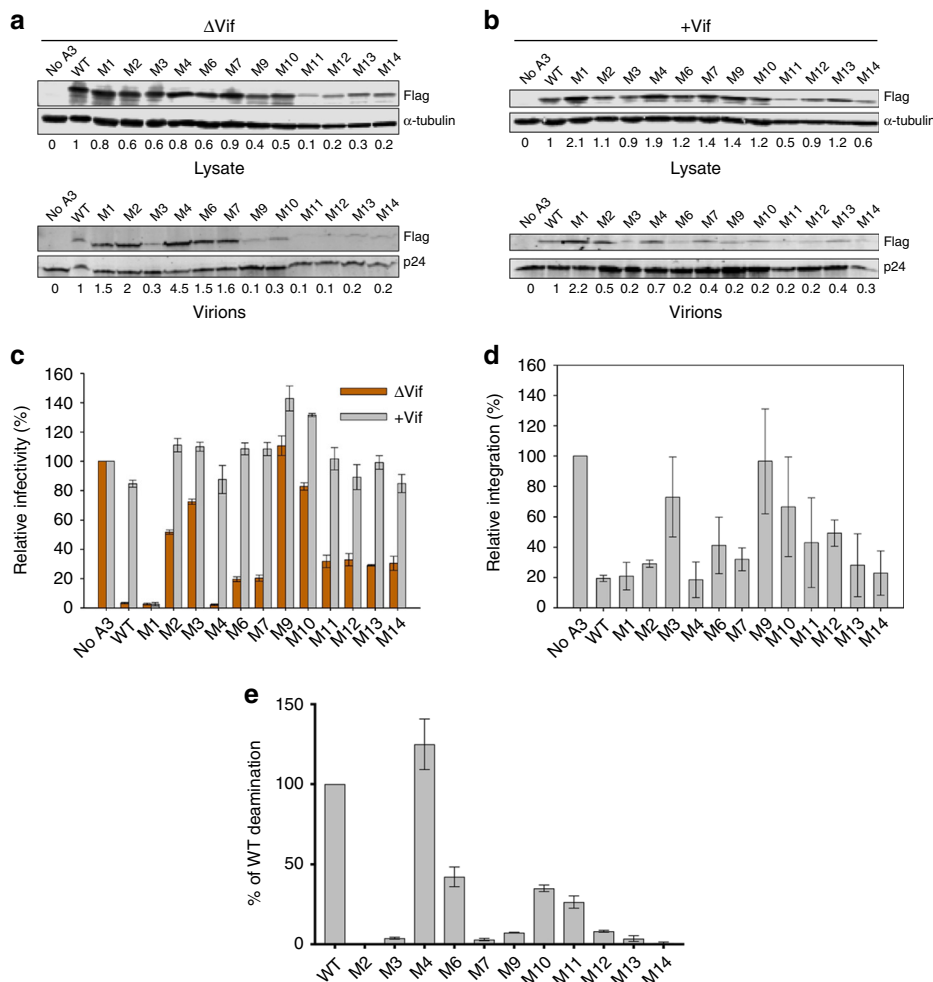 a
ΔVif
No A3 WT M1 M2 M3 M4 M6 M7 M9 M10 M11 M12 M13 M14
Flag
α-tubulin
0 1 0.8 0.6 0.6 0.8 0.6 0.9 0.4 0.5 0.1 0.2 0.3 0.2
Lysate
No A3 WT M1 M2 M3 M4 M6 M7 M9 M10 M11 M12 M13 M14
Flag
p24
0 1 1.5 2 0.3 4.5 1.5 1.6 0.1 0.3 0.1 0.1 0.2 0.2
Virions
b
+Vif
No A3 WT M1 M2 M3 M4 M6 M7 M9 M10 M11 M12 M13 M14
Flag
α-tubulin
0 1 2.1 1.1 0.9 1.9 1.2 1.4 1.4 1.2 0.5 0.9 1.2 0.6
Lysate
No A3 WT M1 M2 M3 M4 M6 M7 M9 M10 M11 M12 M13 M14
Flag
p24
0 1 2.2 0.5 0.2 0.7 0.2 0.4 0.2 0.2 0.2 0.2 0.4 0.3
Virions
c
Relative infectivity (%)
160
140
120
100
80
60
40
20
0
ΔVif
+Vif
No A3 WT M1 M2 M3 M4 M6 M7 M9 M10 M11 M12 M13 M14
d
Relative integration (%)
160
140
120
100
80
60
40
20
0
No A3 WT M1 M2 M3 M4 M6 M7 M9 M10 M11 M12 M13 M14
e
% of WT deamination
150
100
50
0
WT M2 M3 M4 M6 M7 M9 M10 M11 M12 M13 M14